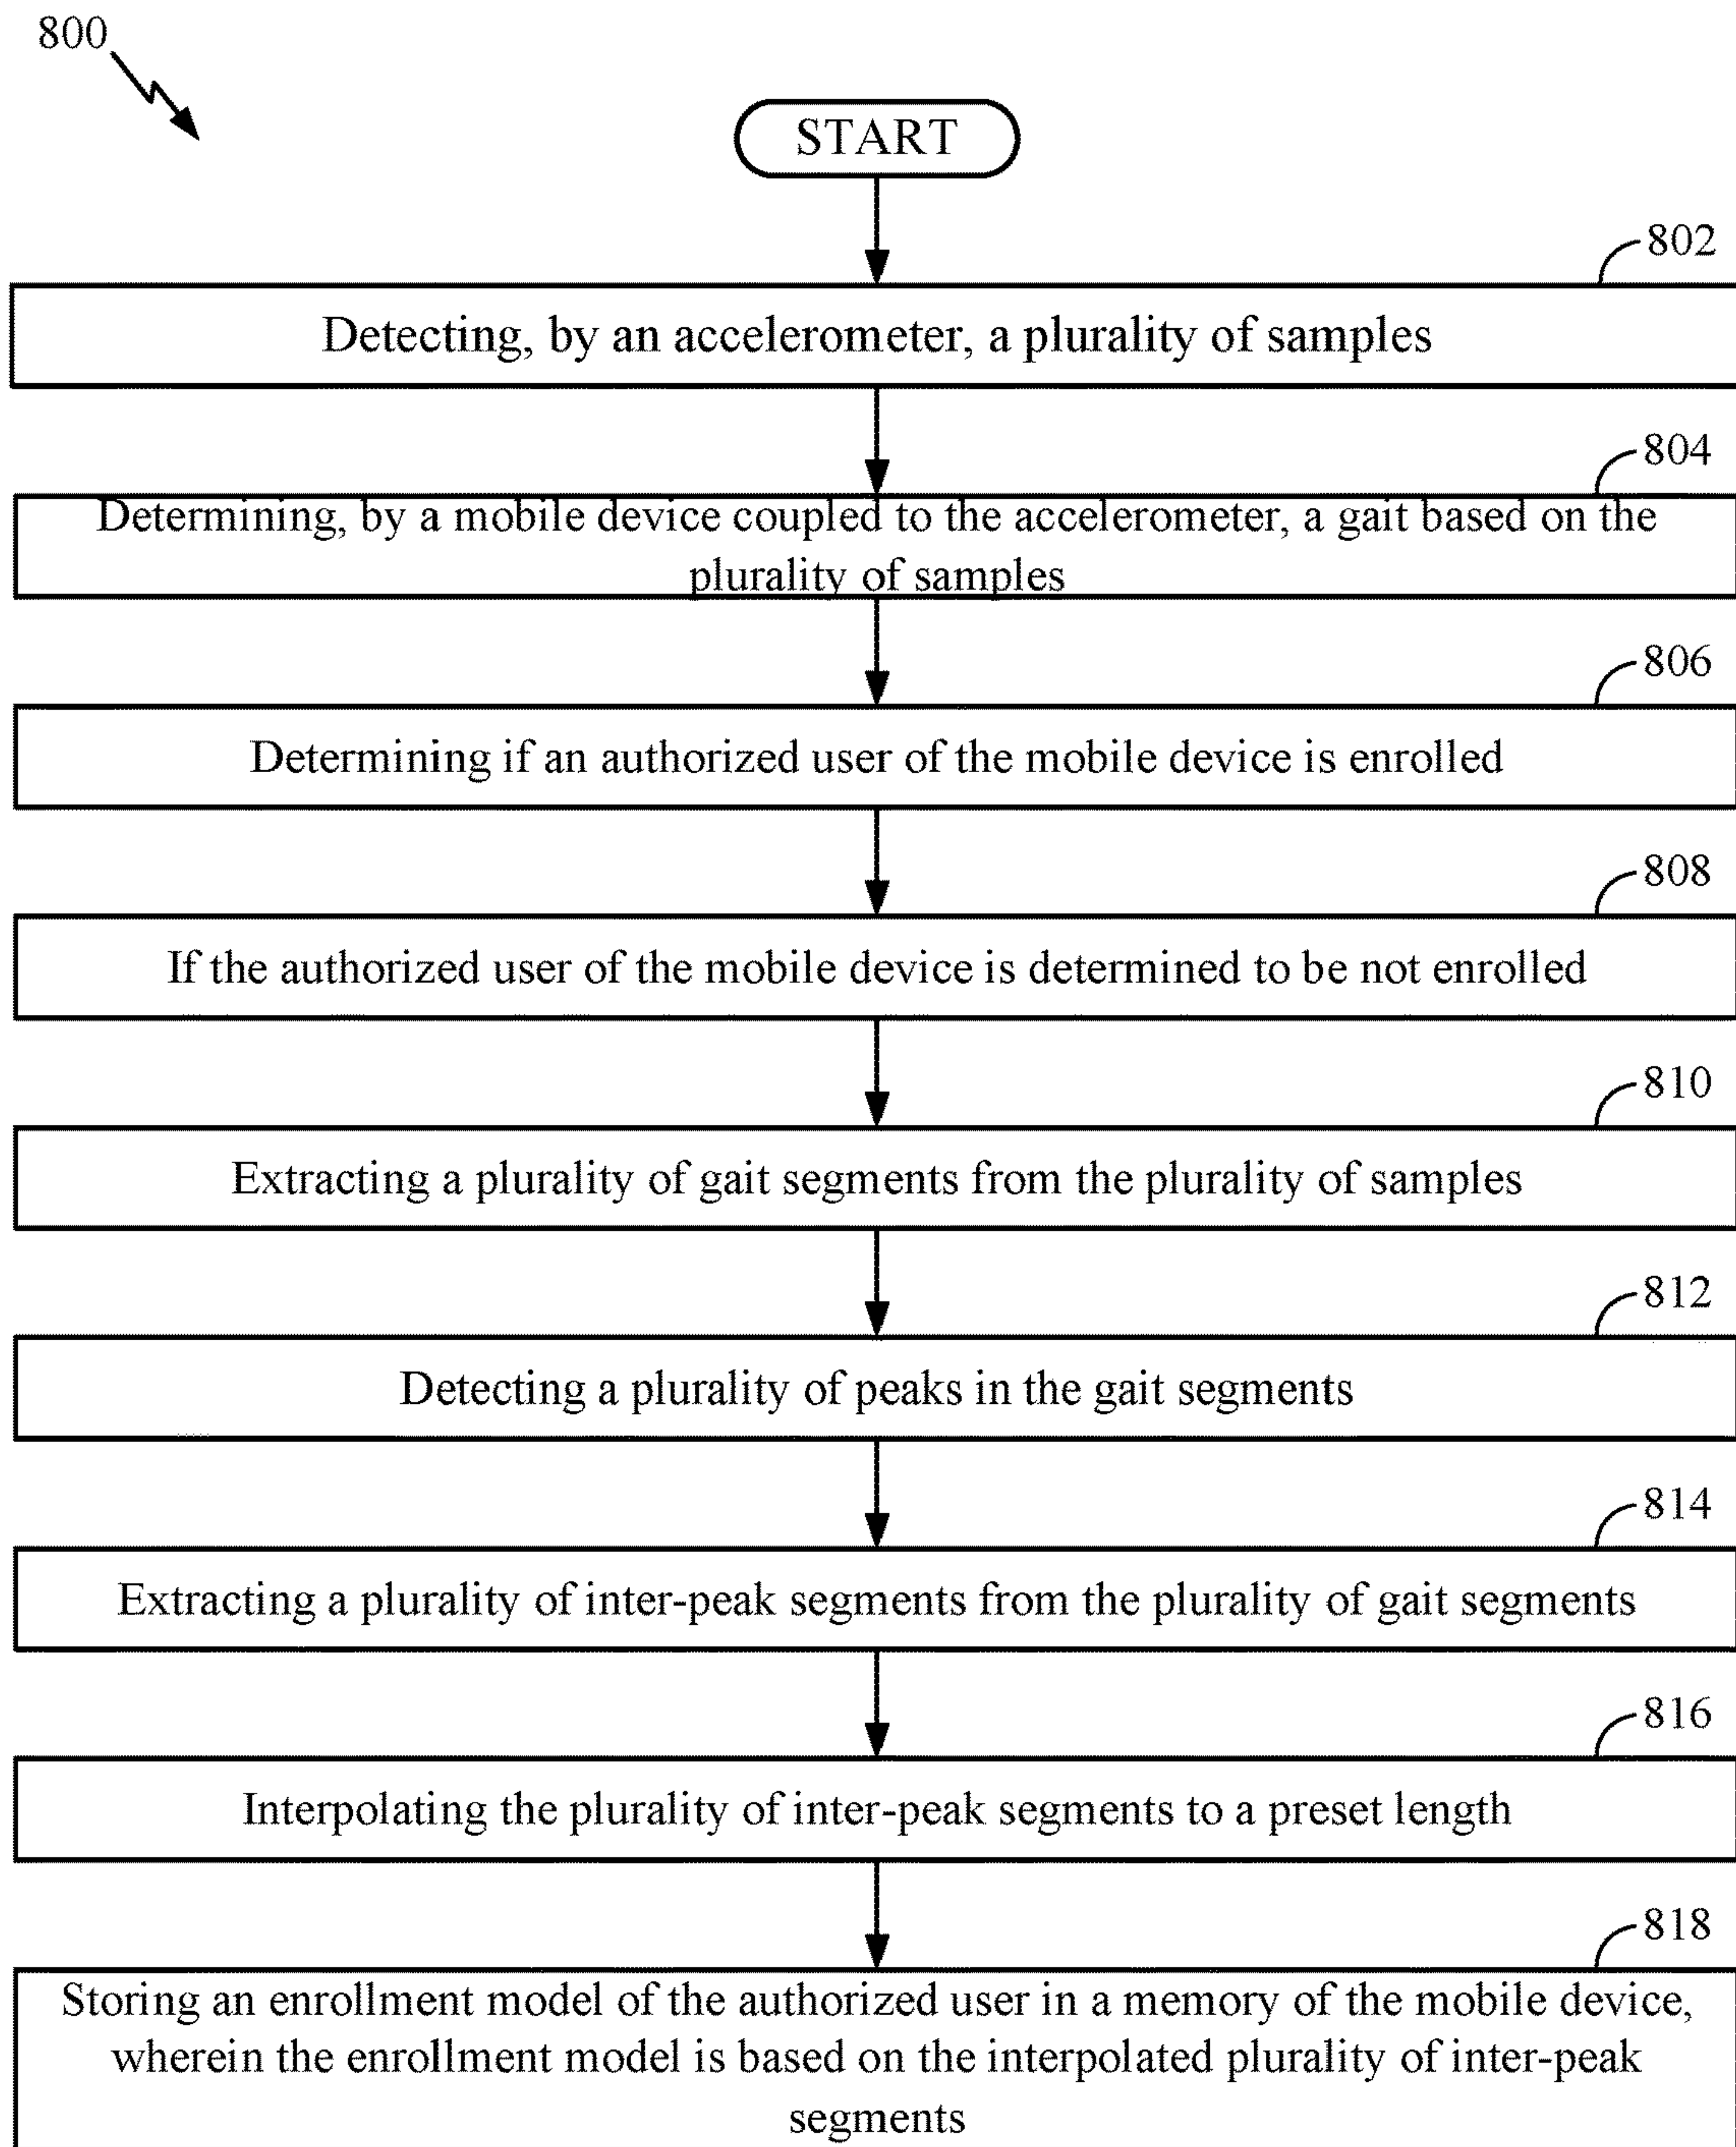 800
START
802
Detecting, by an accelerometer, a plurality of samples
804
Determining, by a mobile device coupled to the accelerometer, a gait based on the
plurality of samples
806
Determining if an authorized user of the mobile device is enrolled
808
If the authorized user of the mobile device is determined to be not enrolled
810
Extracting a plurality of gait segments from the plurality of samples
812
Detecting a plurality of peaks in the gait segments
814
Extracting a plurality of inter-peak segments from the plurality of gait segments
816
Interpolating the plurality of inter-peak segments to a preset length
818
Storing an enrollment model of the authorized user in a memory of the mobile device,
wherein the enrollment model is based on the interpolated plurality of inter-peak
segments